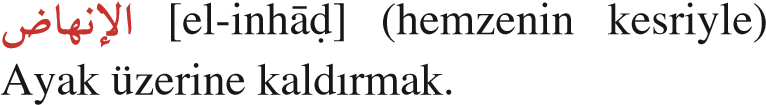 الإنهاض [el-inhāḍ] (hemzenin kesriyle)
Ayak üzerine kaldırmak.